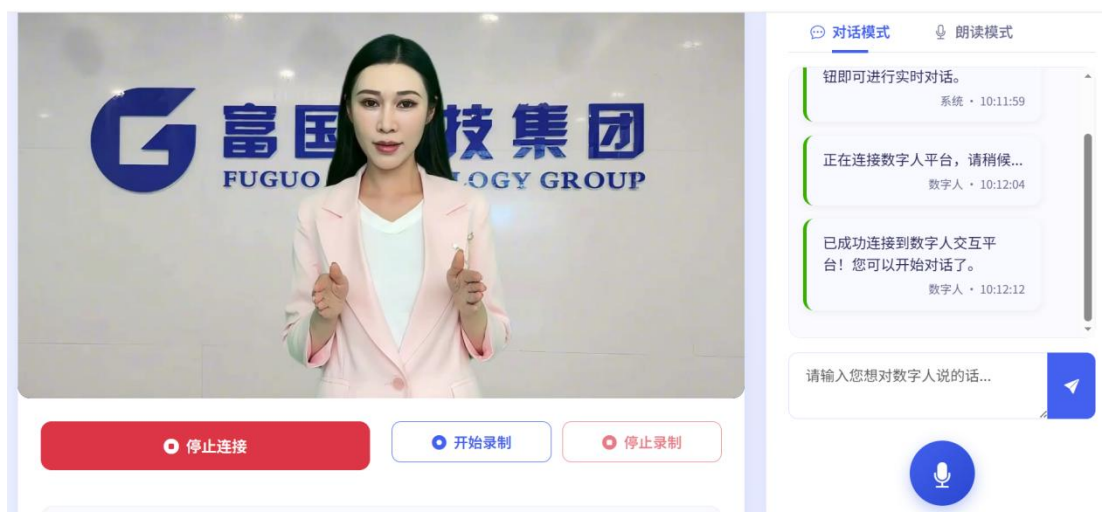 富国 技集团
FUGUO OGY GROUP
停止连接
开始录制
停止录制
对话模式
朗读模式
钮即可进行实时对话。
系统 · 10:11:59
正在连接数字人平台，请稍候...
数字人 · 10:12:04
已成功连接到数字人交互平
台！您可以开始对话了。
数字人 · 10:12:12
请输入您想对数字人说的话...